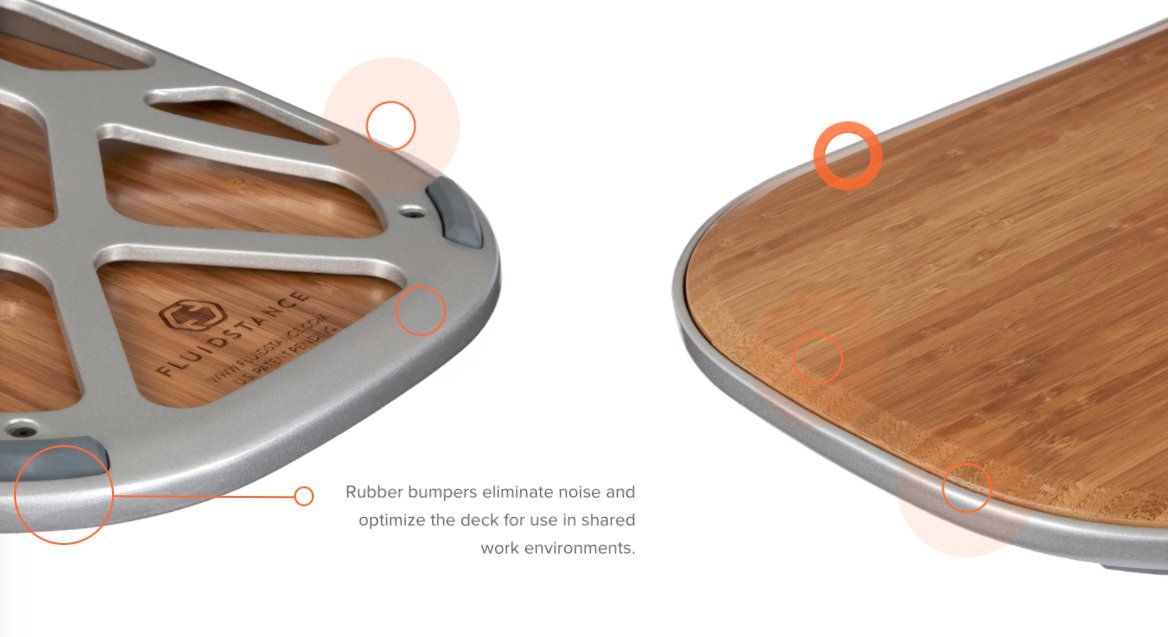 FLUIDSTANCE
WWW.FLUIDSTANCE.COM
U.S. PATENT PENDING
Rubber bumpers eliminate noise and
optimize the deck for use in shared
work environments.